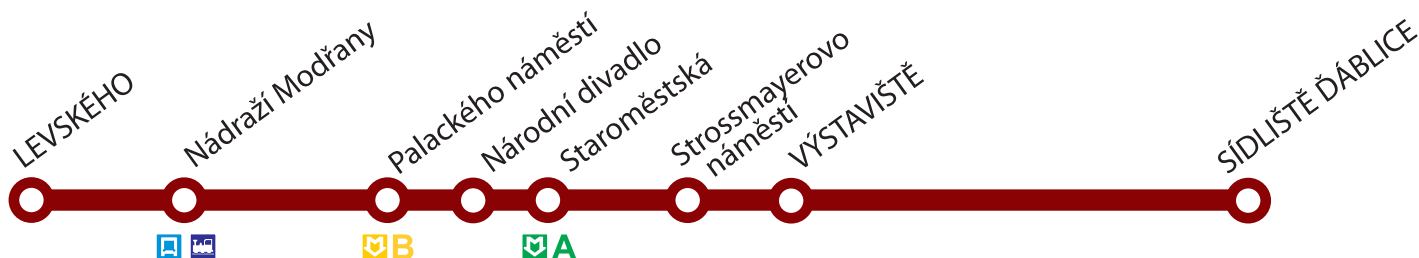 LEVSKÉHO
Nádraží Modřany
Palackého náměstí
Národní divadlo
Staroměstská
Strossmayerovo
náměstí
VÝSTAVIŠTĚ
SÍDLIŠTĚ ĎÁBLICE
B
A